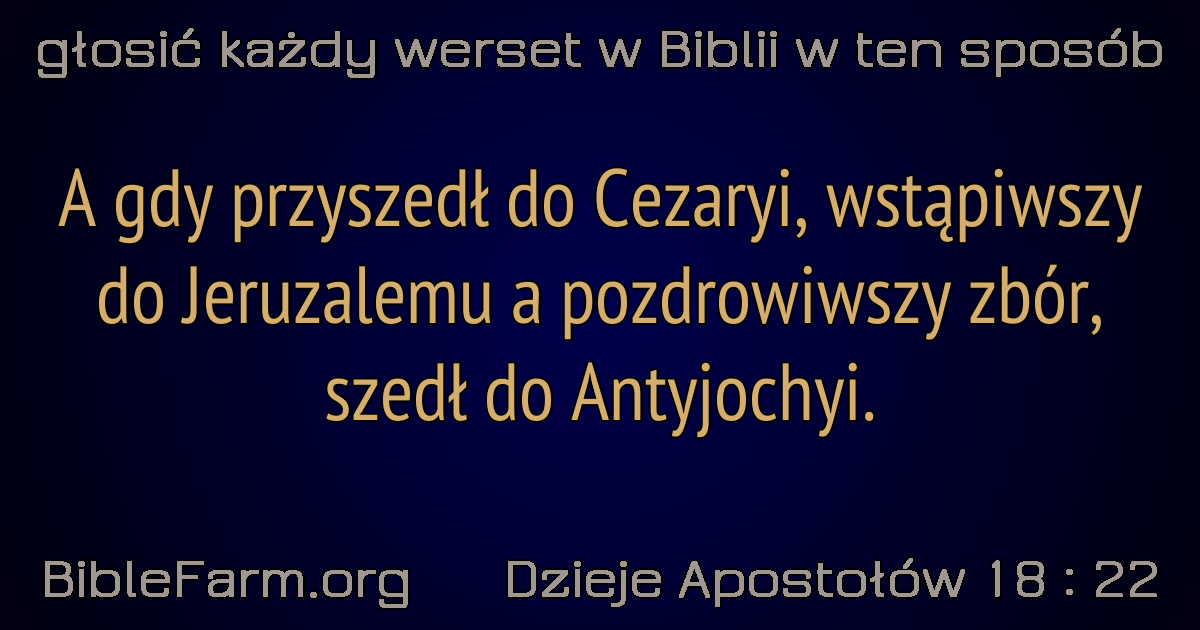 głosić każdy werset w Biblii w ten sposób
A gdy przyszedł do Cezaryi, wstąpiwszy
do Jeruzalemu a pozdrowiwszy zbór,
szedł do Antyjochyi.
BibleFarm.org
Dzieje Apostołów 18 : 22